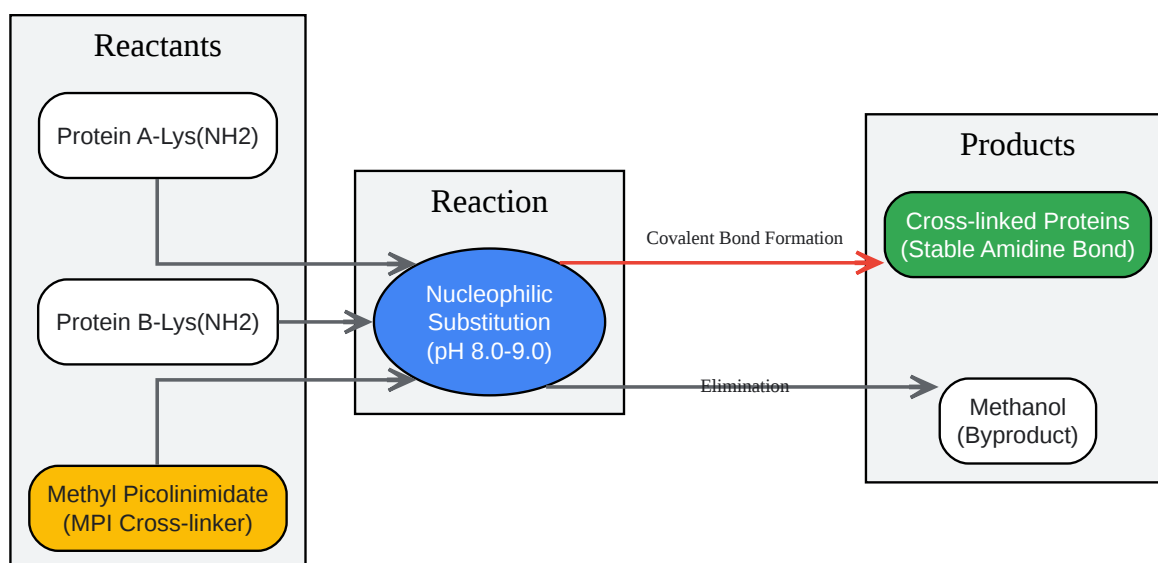 Reactants
Protein A-Lys(NH2)
Protein B-Lys(NH2)
Methyl Picolinimidate
(MPI Cross-linker)
Reaction
Nucleophilic
Substitution
(pH 8.0-9.0)
Covalent Bond Formation
Elimination
Products
Cross-linked Proteins
(Stable Amidine Bond)
Methanol
(Byproduct)